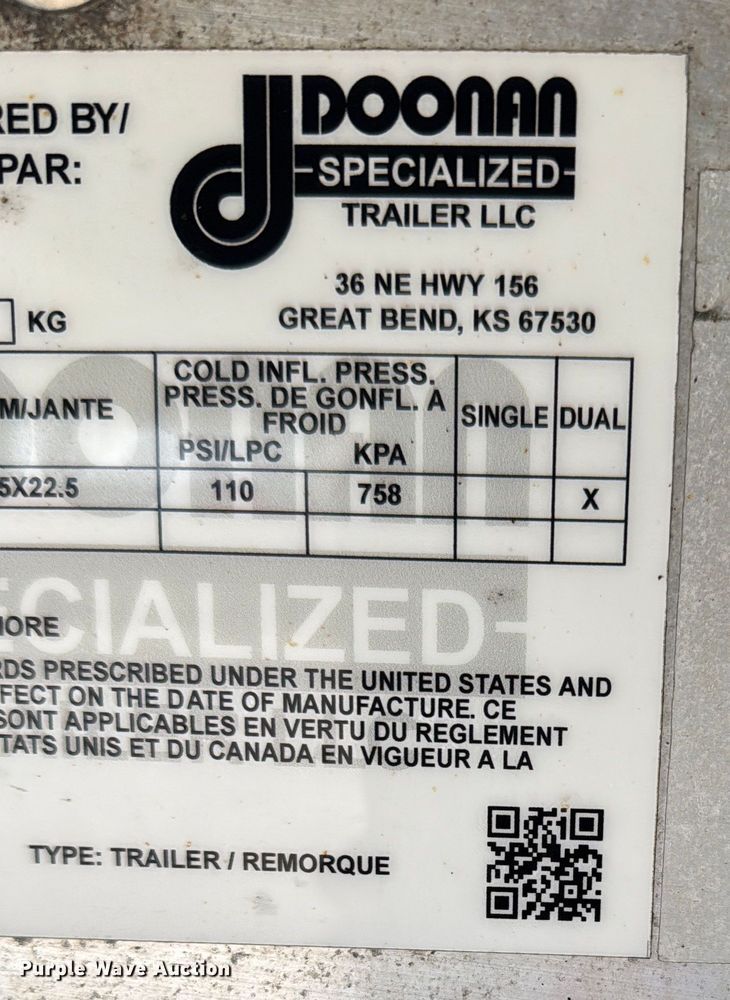 RED BY/
PAR:
DOONAN
SPECIALIZED
TRAILER LLC
36 NE HWY 156
GREAT BEND, KS 67530
KG
M/JANTE
COLD INFL. PRESS.
PRESS. DE GONFL. A
FROID
PSI/LPC KPA
SINGLE DUAL
5X22.5 110 758 X
ECIALIZED
IORE
RDS PRESCRIBED UNDER THE UNITED STATES AND
FECT ON THE DATE OF MANUFACTURE. CE
SONT APPLICABLES EN VERTU DU REGLEMENT
TATS UNIS ET DU CANADA EN VIGUEUR A LA
TYPE: TRAILER / REMORQUE
Purple Wave Auction